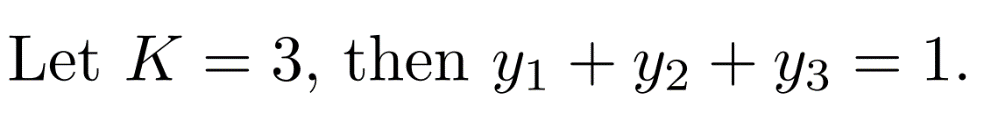 Let K = 3, then y₁ + y₂ + y₃ = 1.